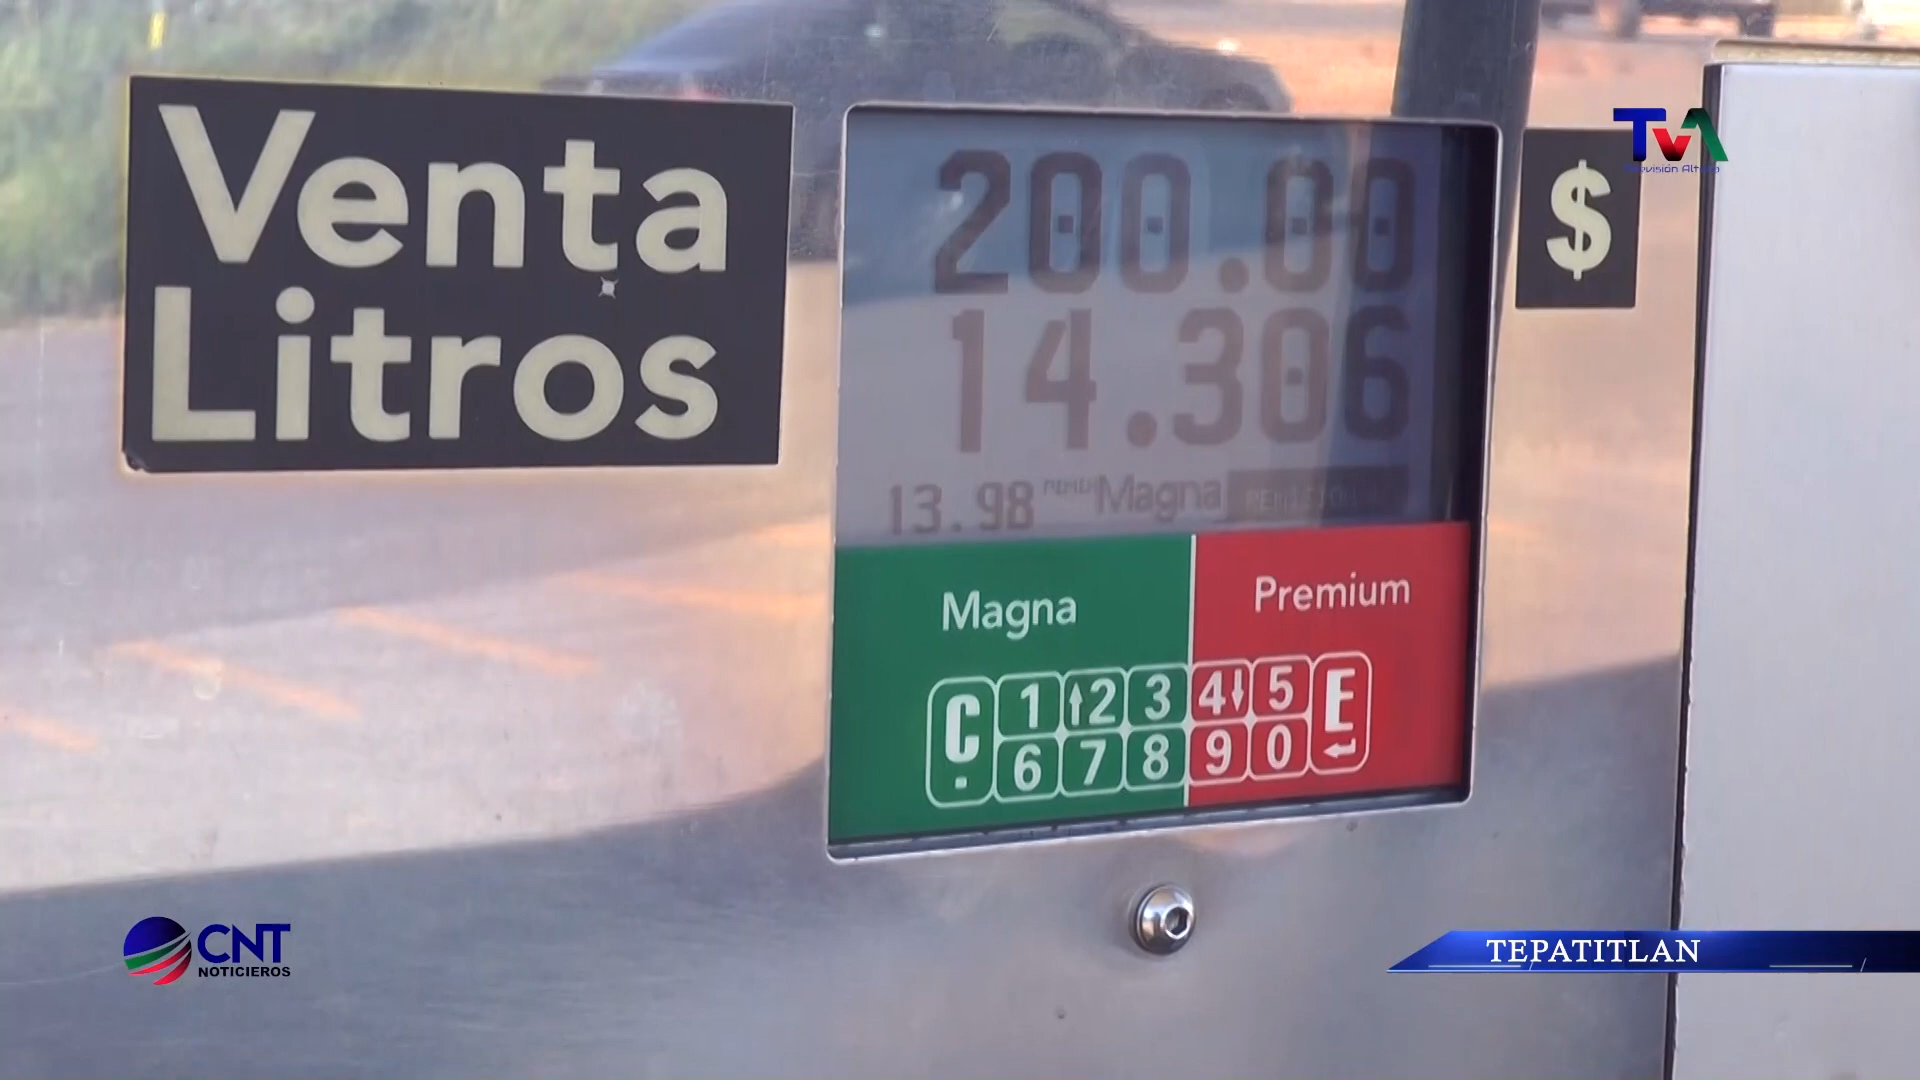 Venta
Litros
200.00
14.306
$
13.98 Magna
Magna
Premium
C 1 2 3 4 5 E
6 7 8 9 0
TvA
CNT
NOTICIEROS
TEPATITLAN